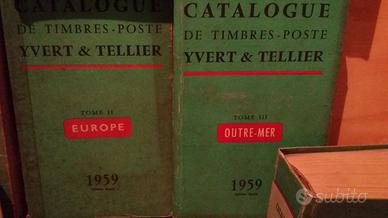 CATALOGUE
DE TIMBRES-POSTE
YVERT & TELLIER
TOME II
EUROPE
1959
CATALOGUE
DE TIMBRES-POSTE
YVERT & TELLIER
TOME III
OUTRE-MER
1959
subito